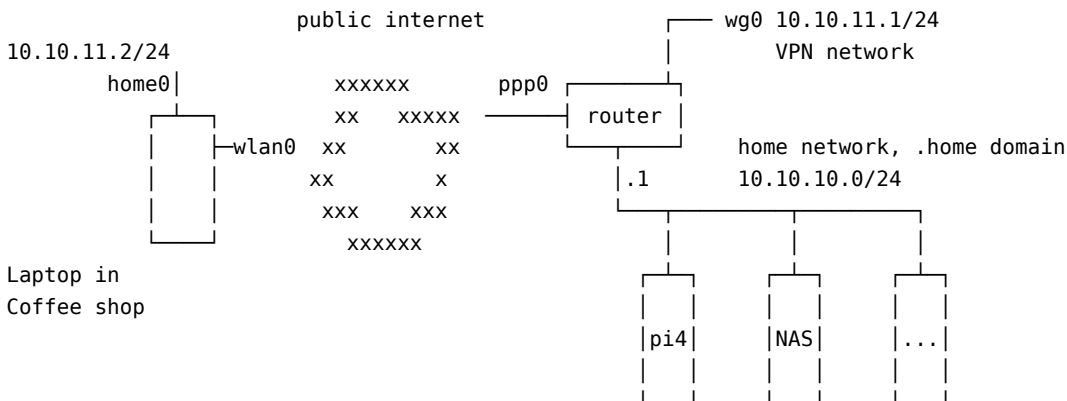 public internet
wg0 10.10.11.1/24
10.10.11.2/24
VPN network
home0
xxxxxx
ppp0
xx xxxxx
router
wlan0
xx xx
home network, .home domain
xx x
.1
10.10.10.0/24
xxx xxx
xxxxxx
Laptop in
Coffee shop
pi4
NAS
...